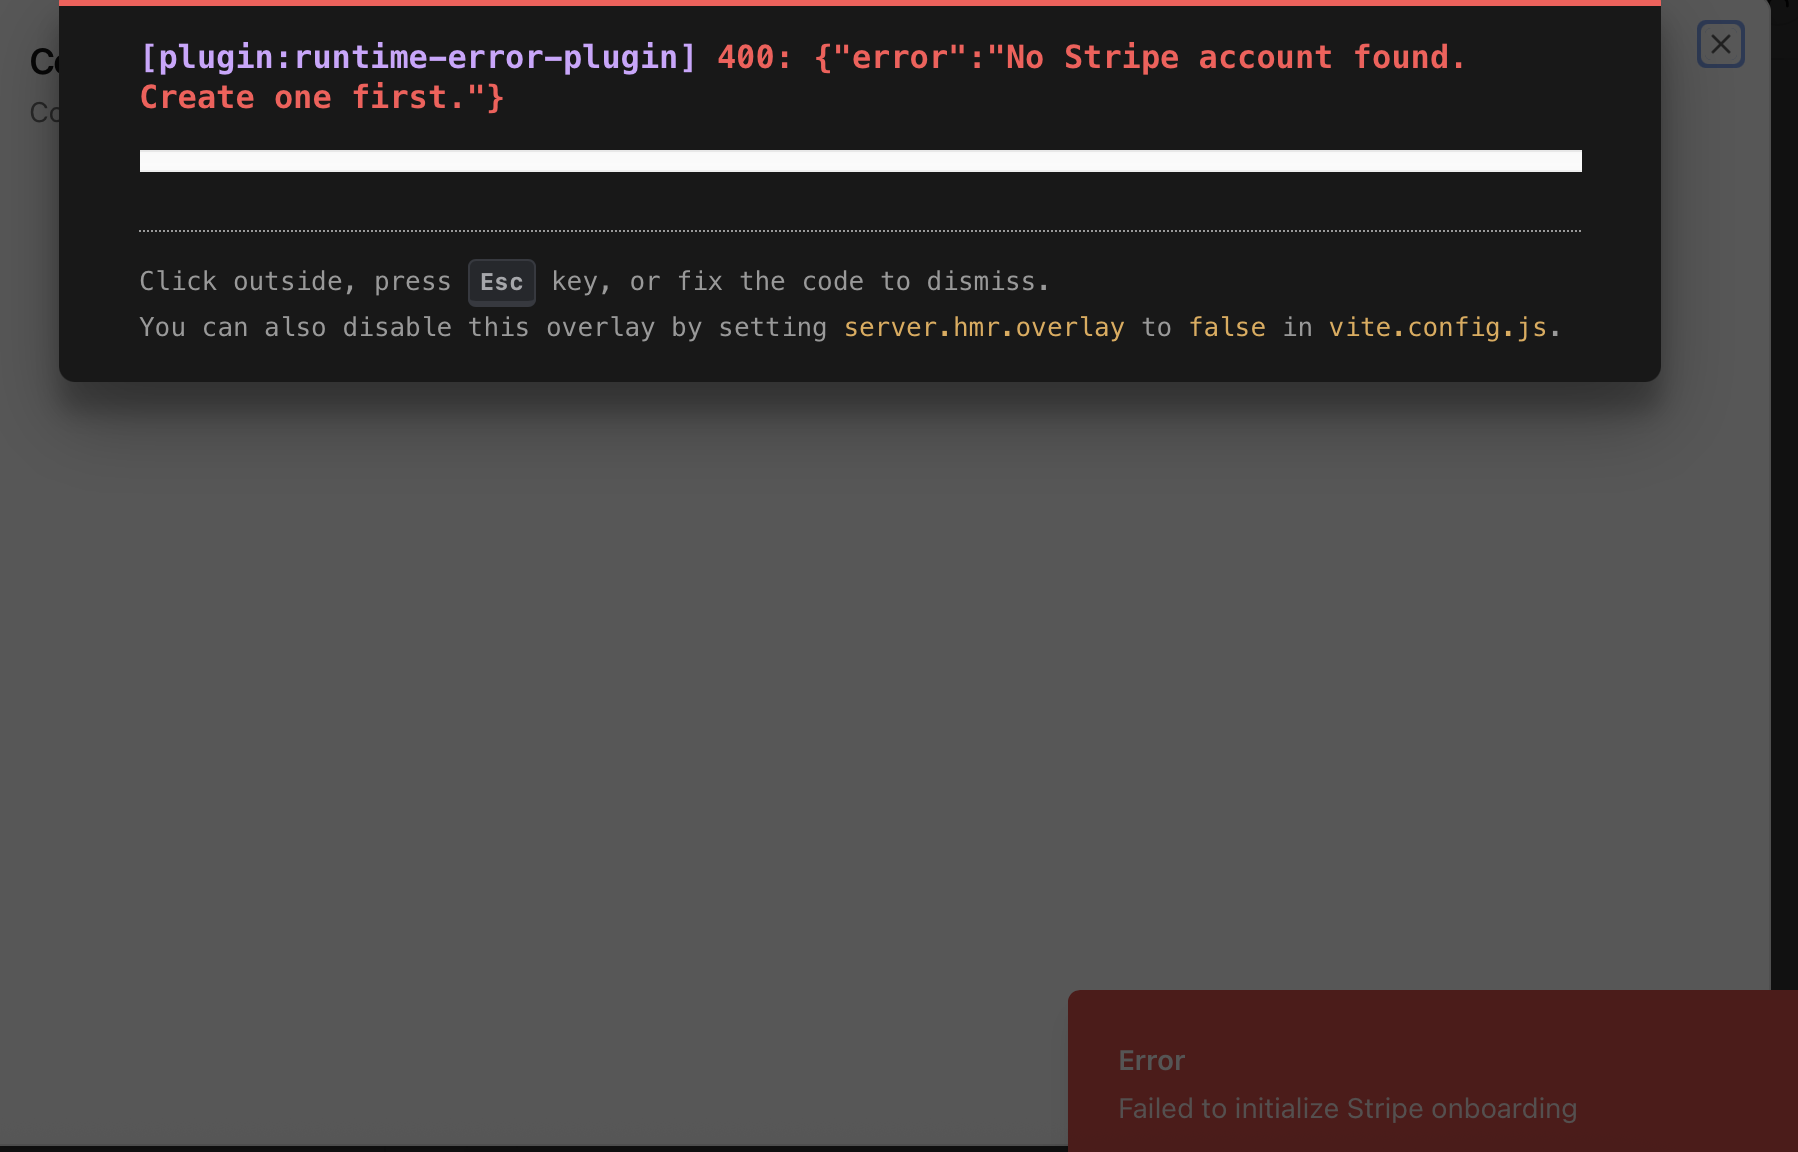 [plugin:runtime-error-plugin] 400: {"error":"No Stripe account found.
Create one first."}
Click outside, press Esc key, or fix the code to dismiss.
You can also disable this overlay by setting server.hmr.overlay to false in vite.config.js.
Error
Failed to initialize Stripe onboarding